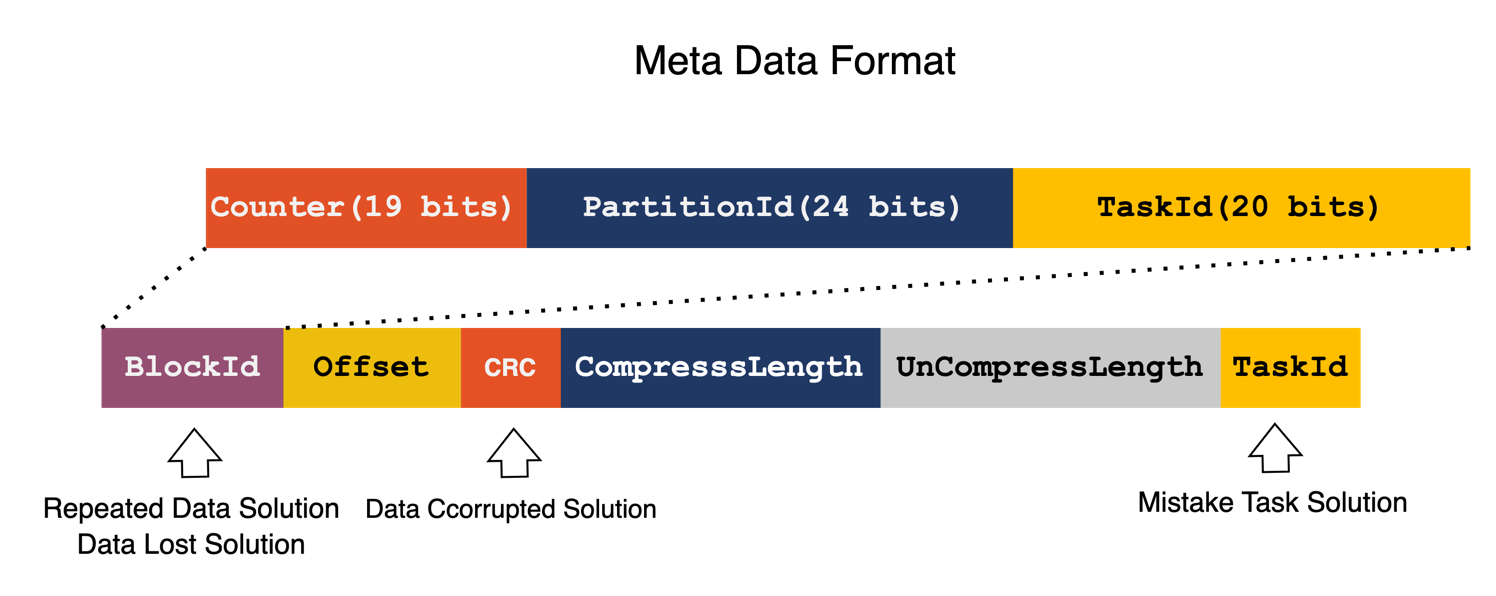 Meta Data Format
Counter(19 bits) PartitionId(24 bits) TaskId(20 bits)
BlockId Offset CRC CompresssLength UnCompressLength TaskId
Repeated Data Solution Data Ccorrupted Solution Mistake Task Solution
Data Lost Solution